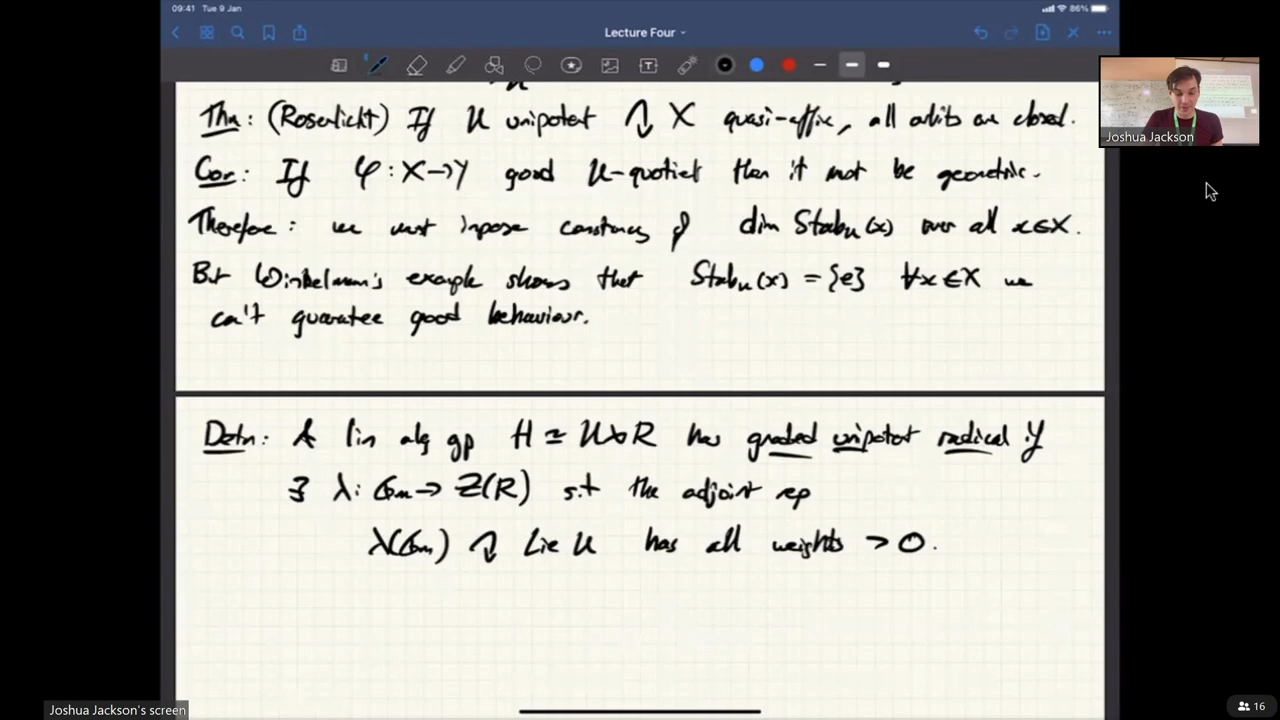 09:41 Tue 9 Jan
86%
Lecture Four
Thm: (Rosenlicht) If U unipotent ↷ X quasi-affine, all orbits are closed.
Cor: If φ: X→Y good U-quotient then it must be geometric.
Therefore: we must impose constancy of dim Stab_U(x) over all x∈X.
But Winkelmann's example shows that Stab_U(x) = {e} ∀x∈X we
can't guarantee good behaviour.
Defn: A lin alg gp H ≃ U⋊R has graded unipotent radical if
∃ λ: Gm → Z(R) s.t the adjoint rep
λ(Gm) ↷ Lie U has all weights > 0.
Joshua Jackson
Joshua Jackson's screen
16